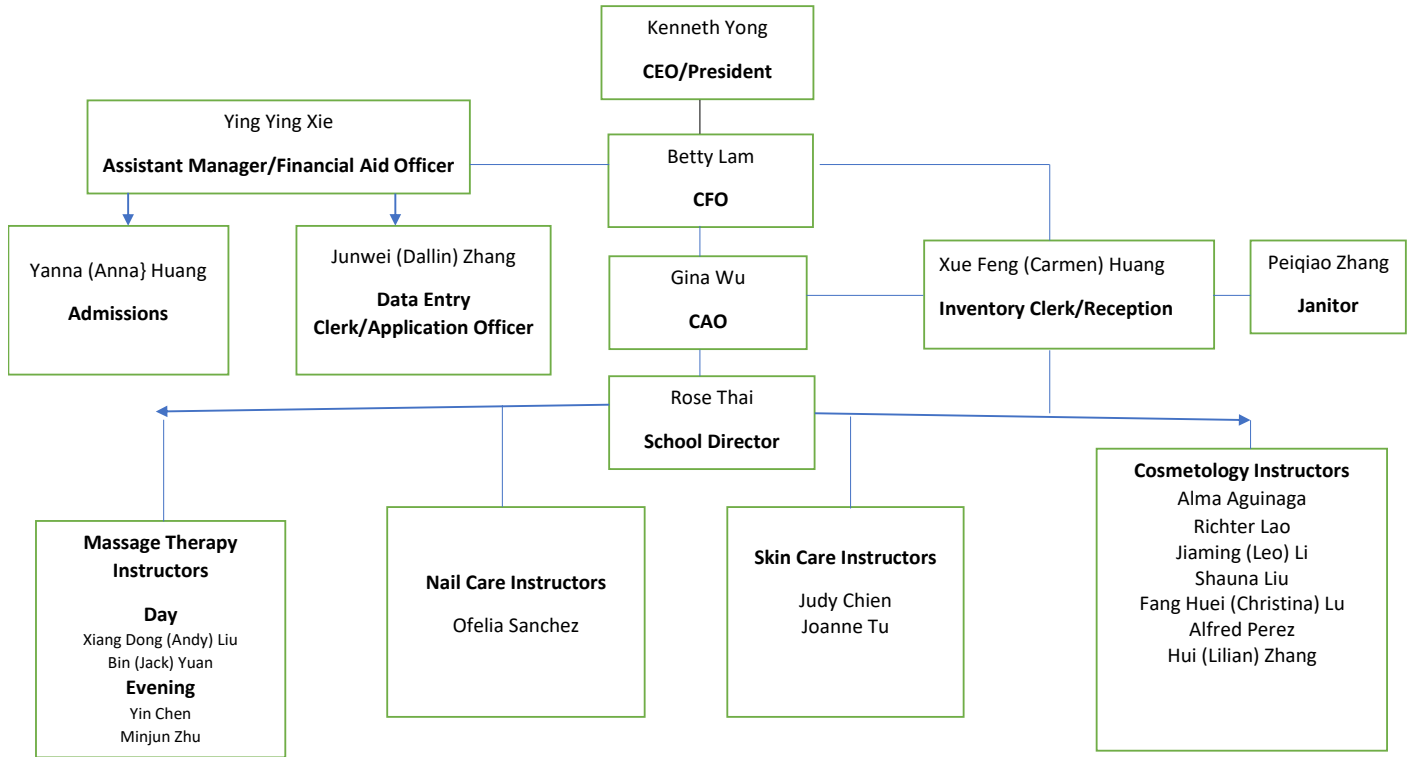 Kenneth Yong
CEO/President
Ying Ying Xie
Assistant Manager/Financial Aid Officer
Betty Lam
CFO
Yanna (Anna} Huang
Admissions
Junwei (Dallin) Zhang
Data Entry
Clerk/Application Officer
Gina Wu
CAO
Xue Feng (Carmen) Huang
Inventory Clerk/Reception
Peiqiao Zhang
Janitor
Rose Thai
School Director
Massage Therapy
Instructors
Day
Xiang Dong (Andy) Liu
Bin (Jack) Yuan
Evening
Yin Chen
Minjun Zhu
Nail Care Instructors
Ofelia Sanchez
Skin Care Instructors
Judy Chien
Joanne Tu
Cosmetology Instructors
Alma Aguinaga
Richter Lao
Jiaming (Leo) Li
Shauna Liu
Fang Huei (Christina) Lu
Alfred Perez
Hui (Lilian) Zhang